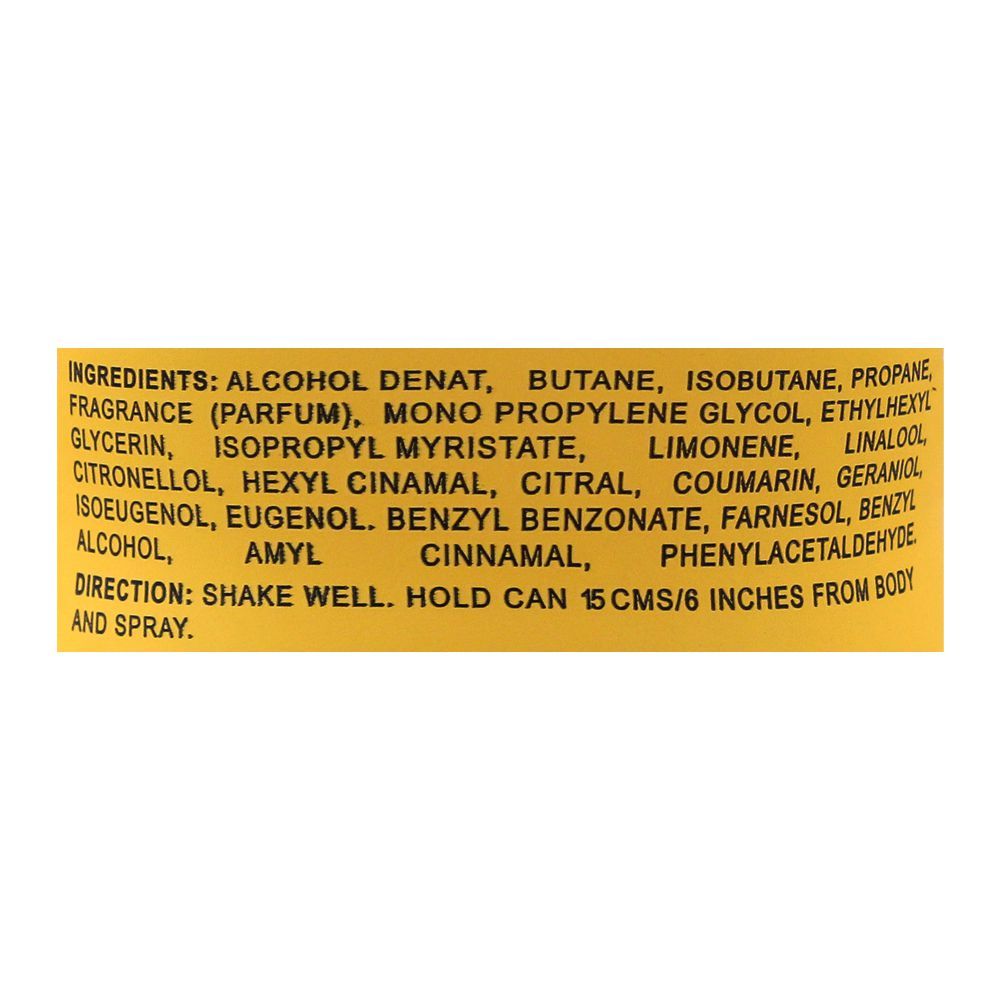 INGREDIENTS: ALCOHOL DENAT, BUTANE, ISOBUTANE, PROPANE,
FRAGRANCE (PARFUM), MONO PROPYLENE GLYCOL, ETHYLHEXYL
GLYCERIN, ISOPROPYL MYRISTATE, LIMONENE, LINALOOL,
CITRONELLOL, HEXYL CINAMAL, CITRAL, COUMARIN, GERANIOL,
ISOEUGENOL, EUGENOL. BENZYL BENZONATE, FARNESOL, BENZYL
ALCOHOL, AMYL CINNAMAL, PHENYLACETALDEHYDE.
DIRECTION: SHAKE WELL. HOLD CAN 15 CMS/6 INCHES FROM BODY
AND SPRAY.